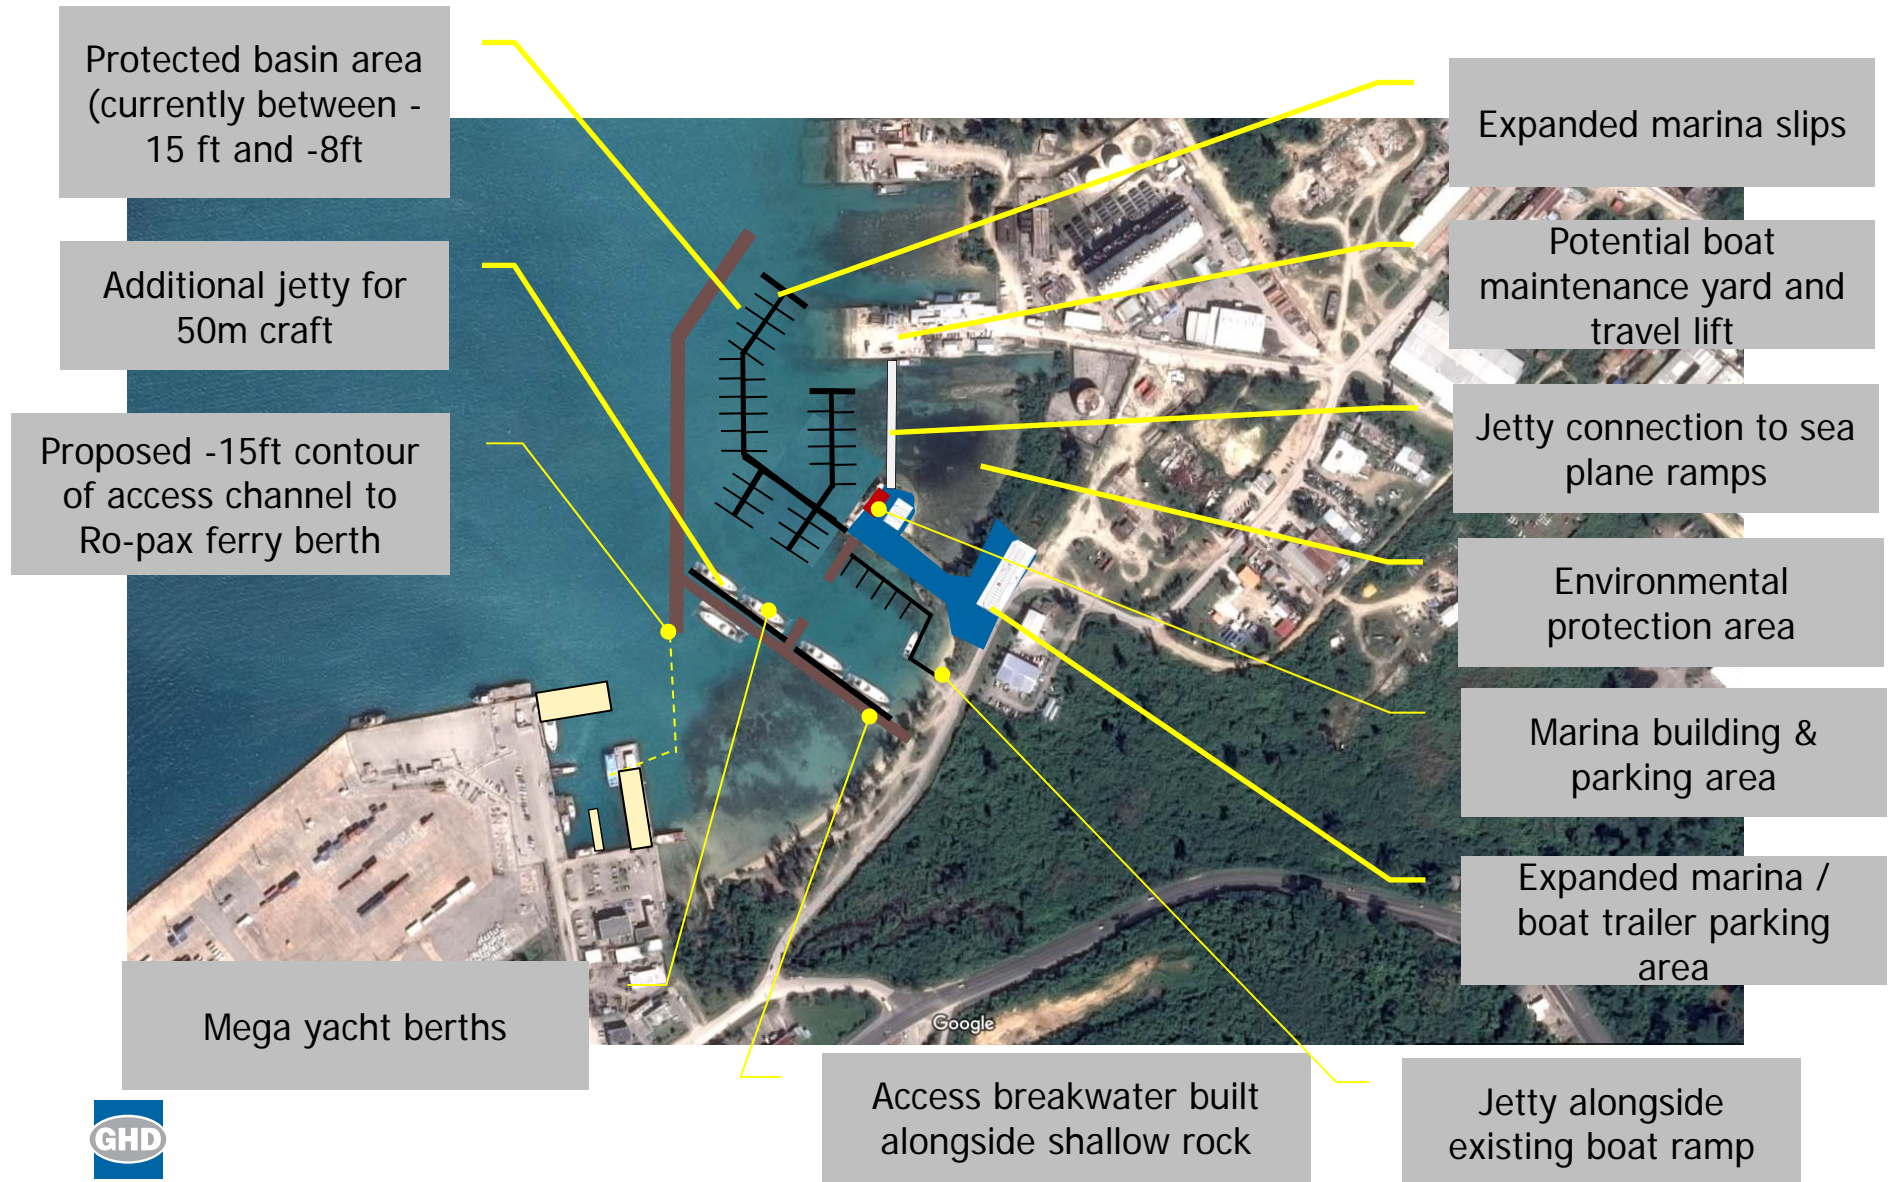 Protected basin area
(currently between -
15 ft and -8ft
Additional jetty for
50m craft
Proposed -15ft contour
of access channel to
Ro-pax ferry berth
Mega yacht berths
Expanded marina slips
Potential boat
maintenance yard and
travel lift
Jetty connection to sea
plane ramps
Environmental
protection area
Marina building &
parking area
Expanded marina /
boat trailer parking
area
Google
Access breakwater built
alongside shallow rock
Jetty alongside
existing boat ramp
GHD